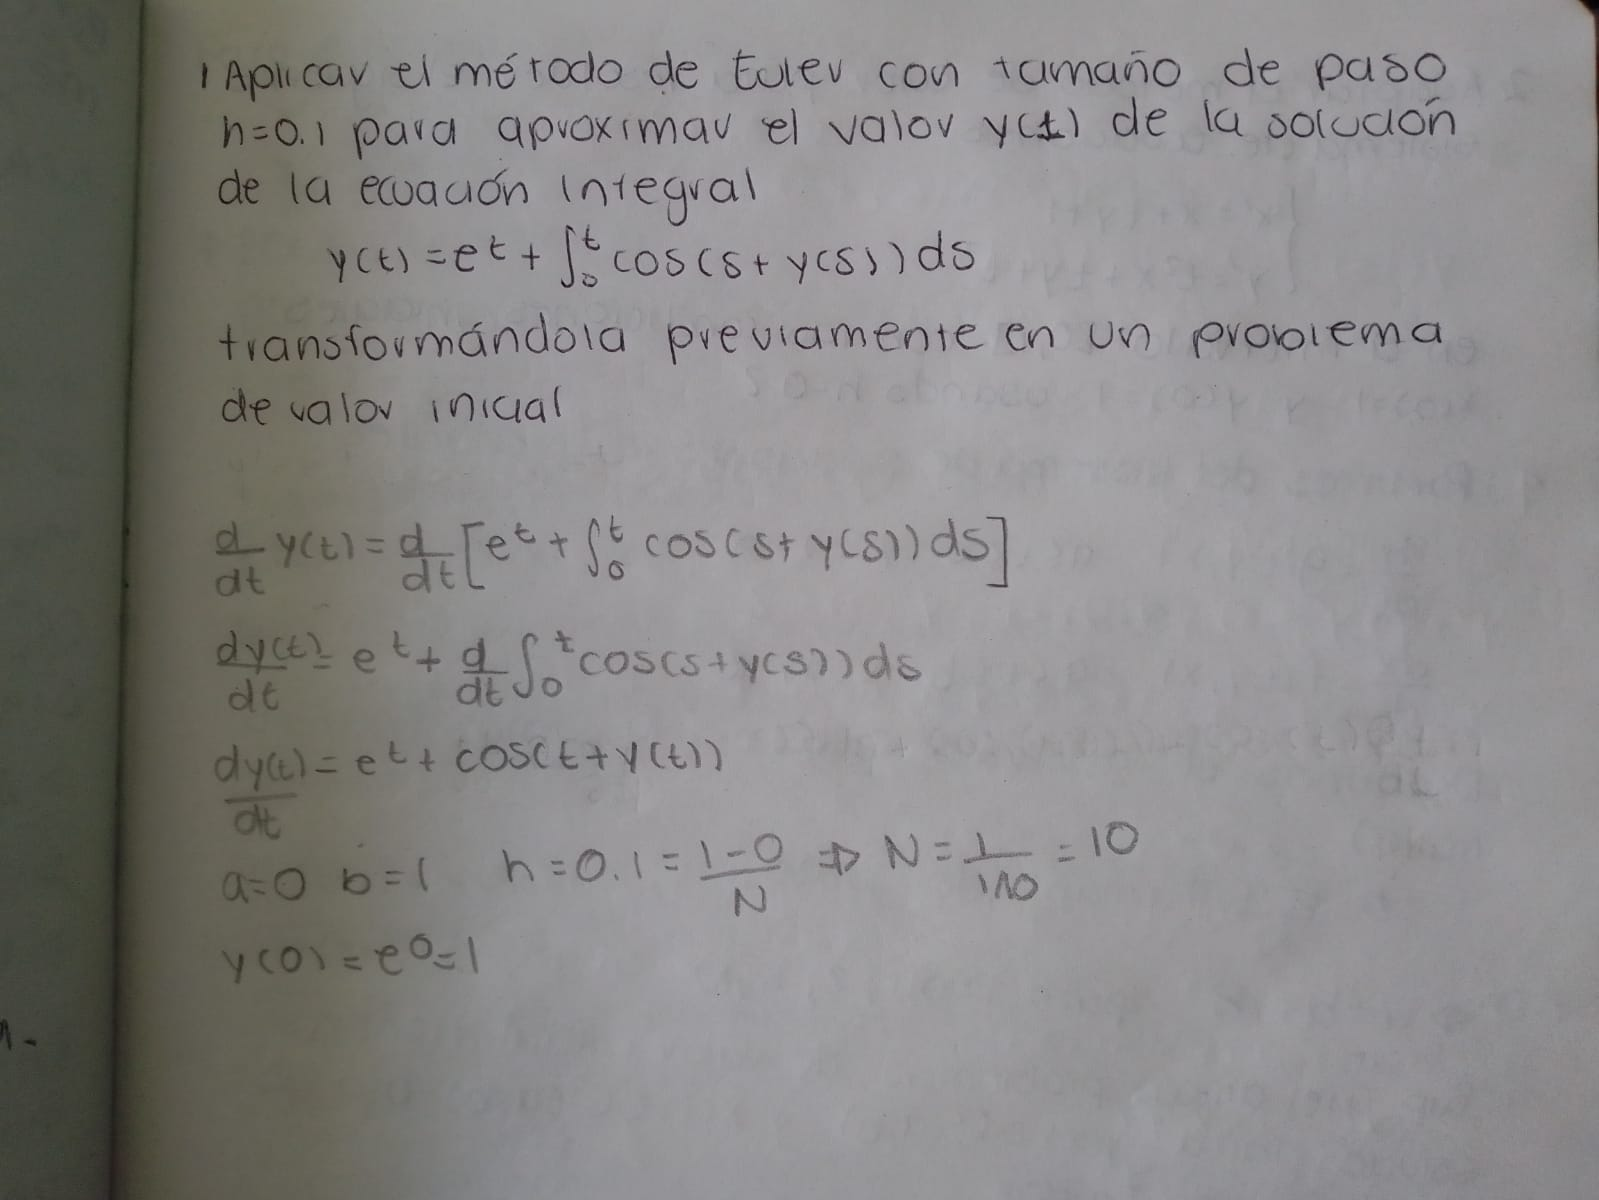 1 Aplicar el método de Euler con tamaño de paso
h=0.1 para aproximar el valor y(1) de la solución
de la ecuación integral
y(t) = e^t + ∫_0^t cos(s + y(s)) ds
transformándola previamente en un problema
de valor inicial
d/dt y(t) = d/dt [e^t + ∫_0^t cos(s + y(s)) ds]
dy(t)/dt = e^t + d/dt ∫_0^t cos(s + y(s)) ds
dy(t)/dt = e^t + cos(t + y(t))
a=0 b=1 h=0.1 = (1-0)/N ⇒ N = 1/(1/10) = 10
y(0) = e^0 = 1